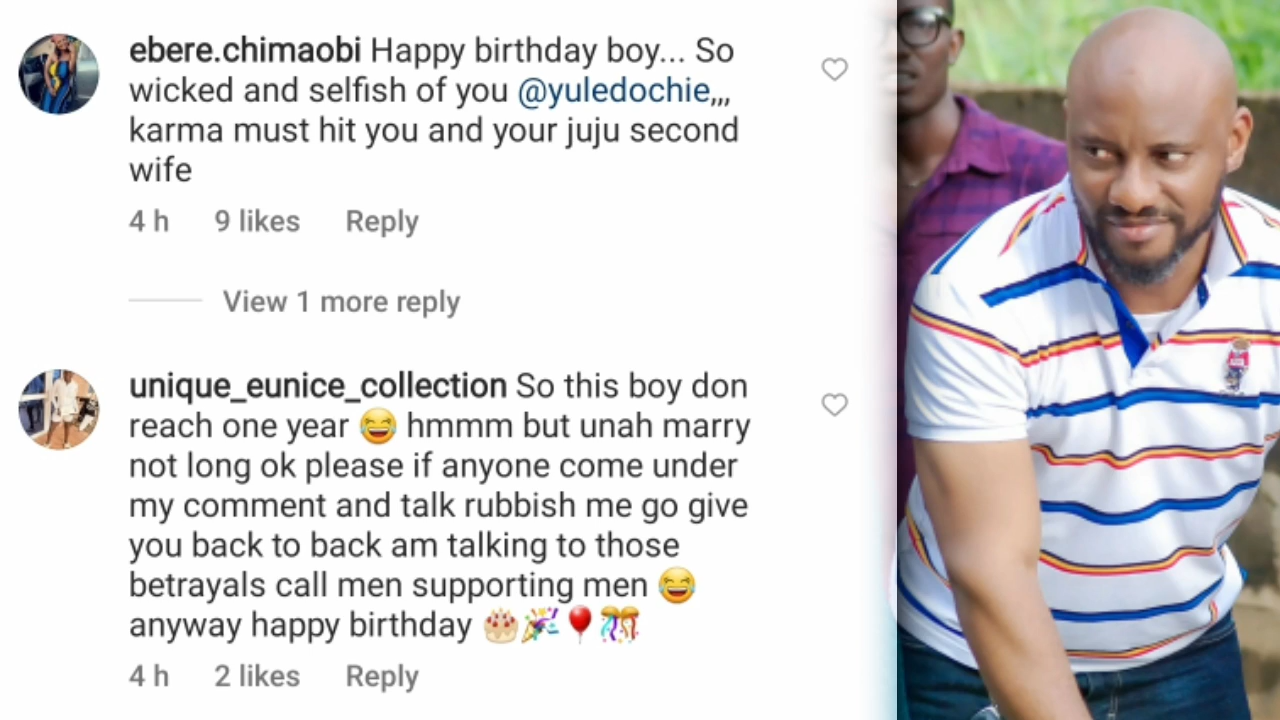 ebere.chimaobi Happy birthday boy... So
wicked and selfish of you @yuledochie,,,
karma must hit you and your juju second
wife
4 h 9 likes Reply
View 1 more reply
unique_eunice_collection So this boy don
reach one year 😂 hmmm but unah marry
not long ok please if anyone come under
my comment and talk rubbish me go give
you back to back am talking to those
betrayals call men supporting men 😂
anyway happy birthday 🎂🎉🎈🎊
4 h 2 likes Reply